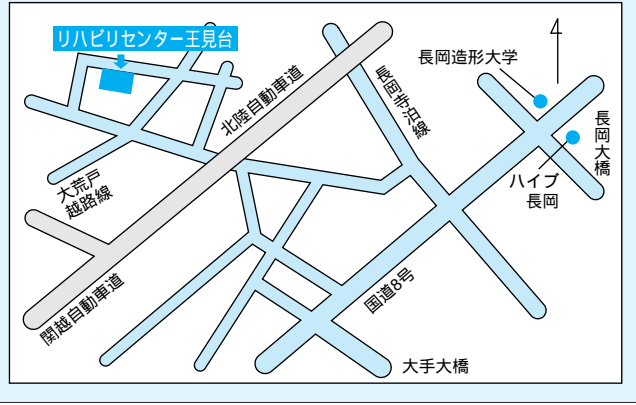 リハビリセンター王見台
長岡造形大学
北陸自動車道
長岡寺泊線
長岡大橋
ハイブ
長岡
大荒戸
越路線
関越自動車道
国道8号
大手大橋